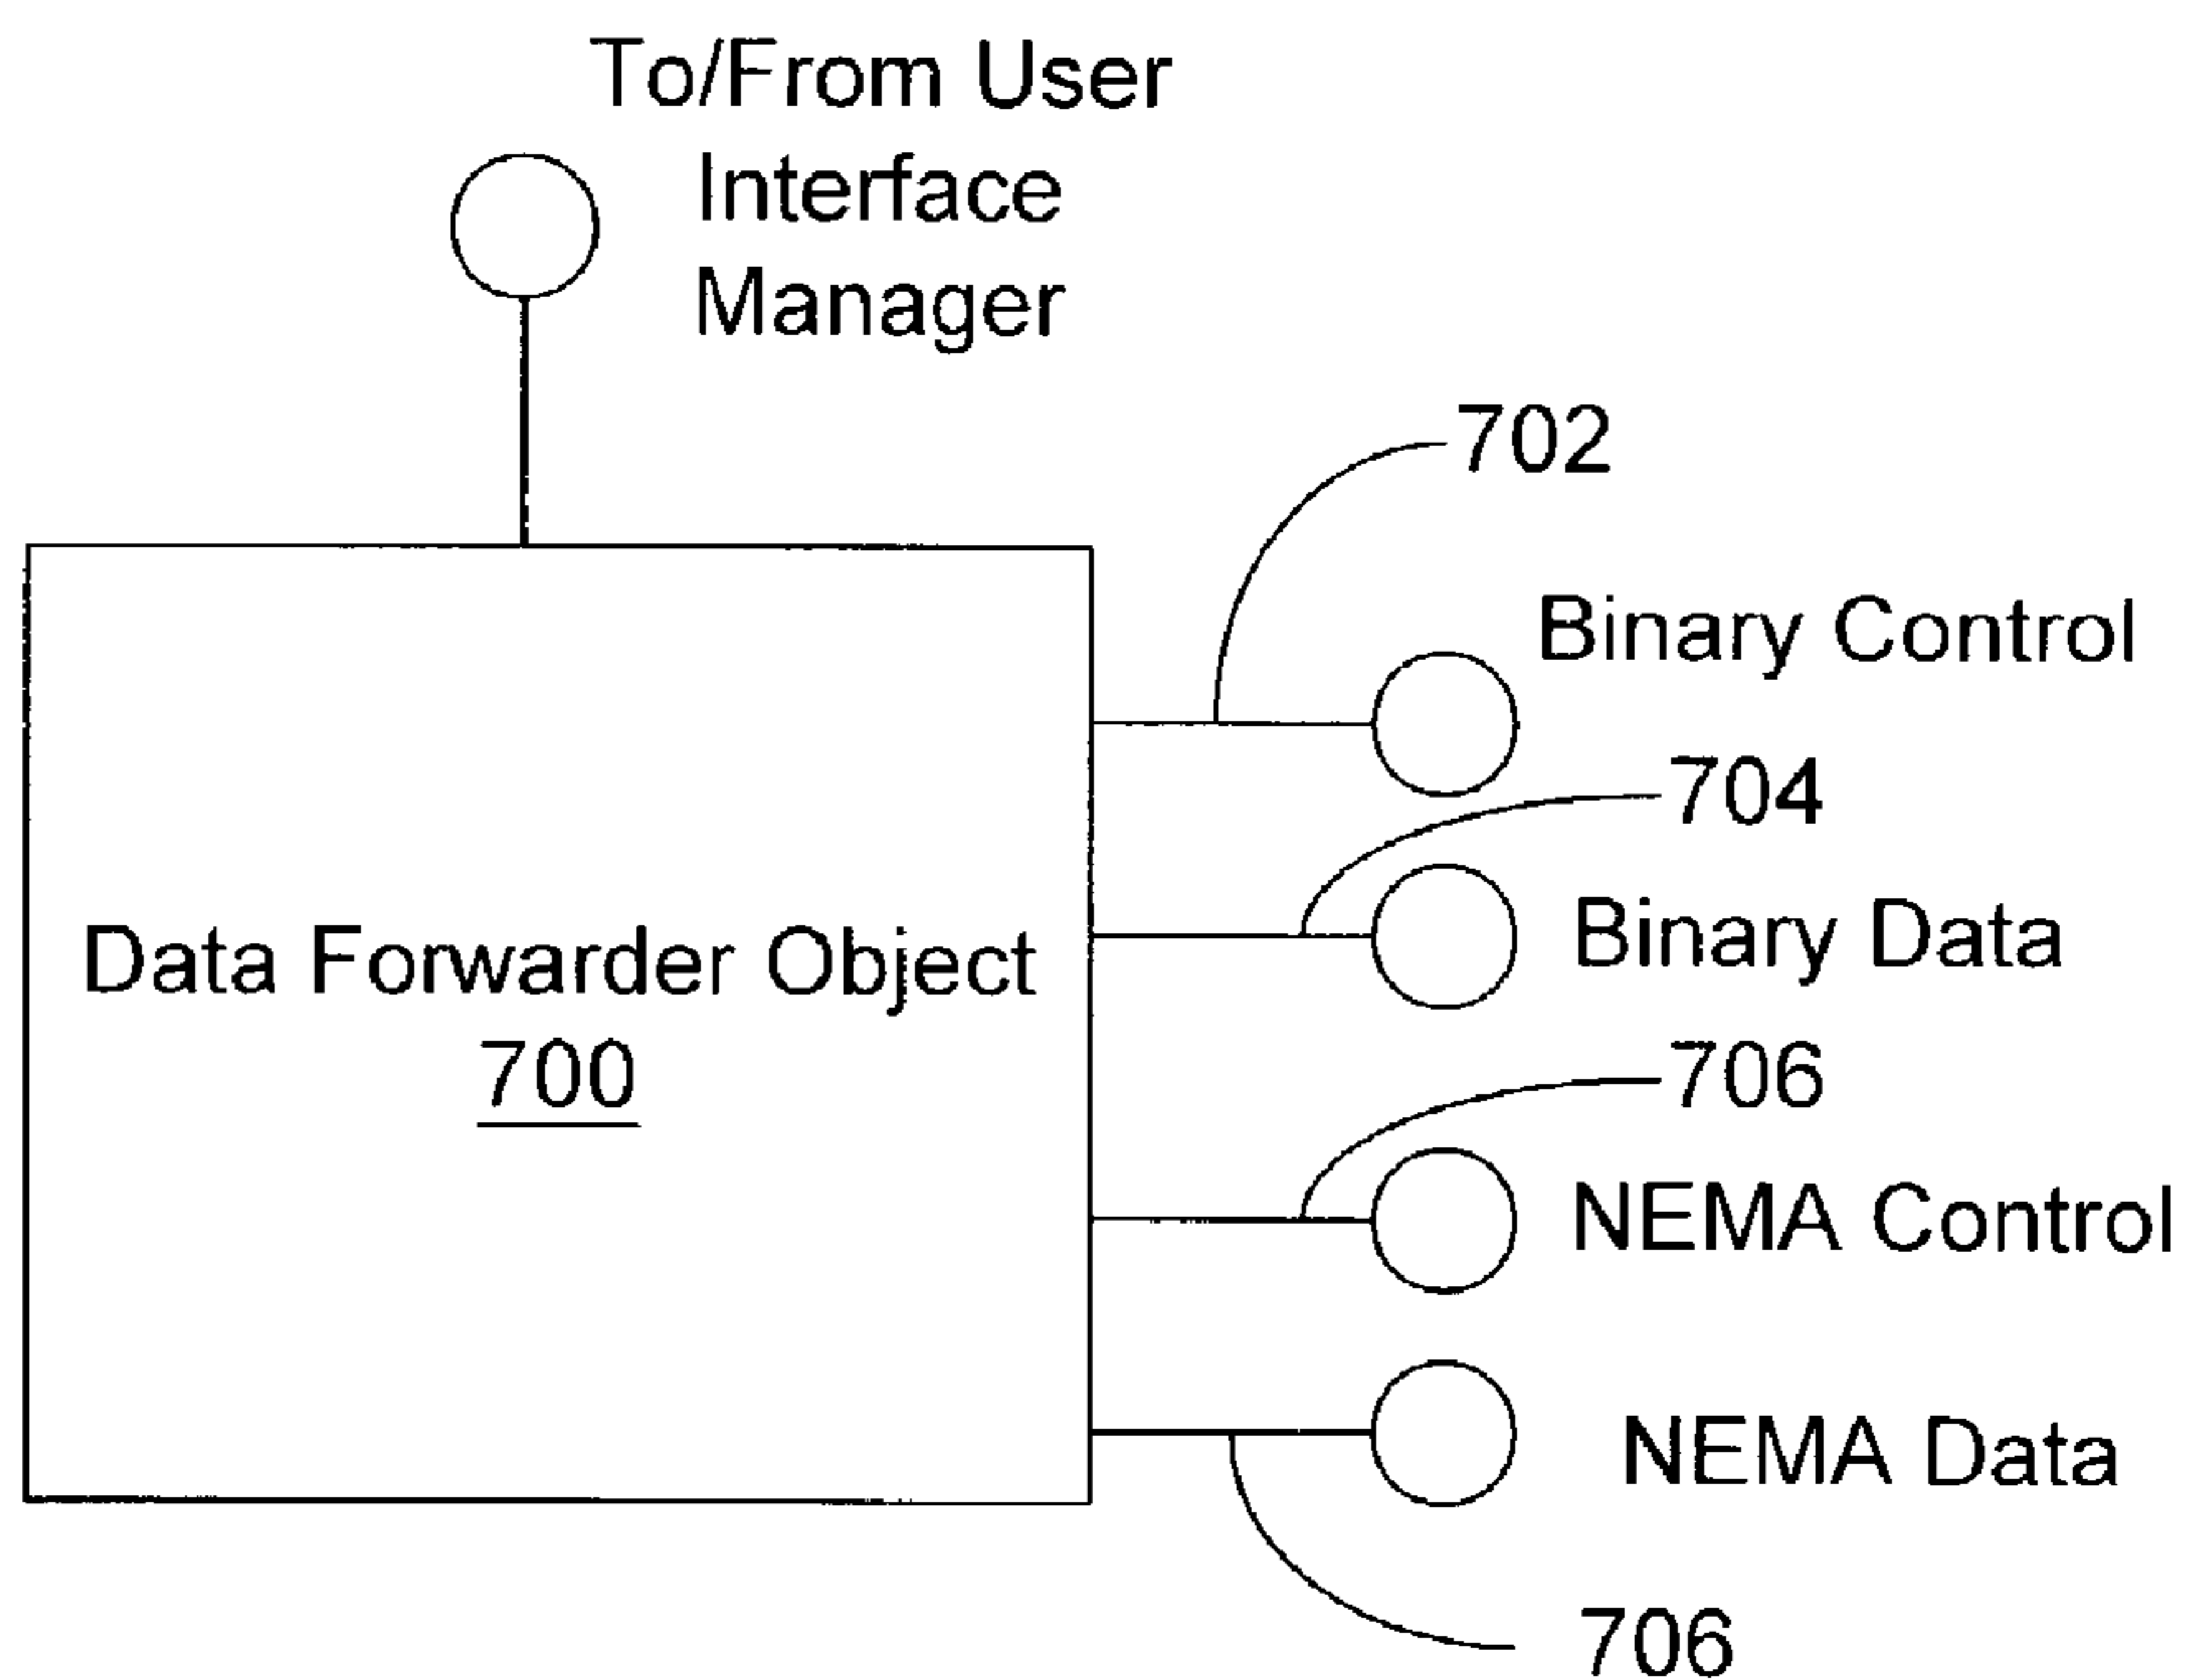 To/From User
Interface
Manager
702
Binary Control
704
Binary Data
Data Forwarder Object
700
706
NEMA Control
NEMA Data
706